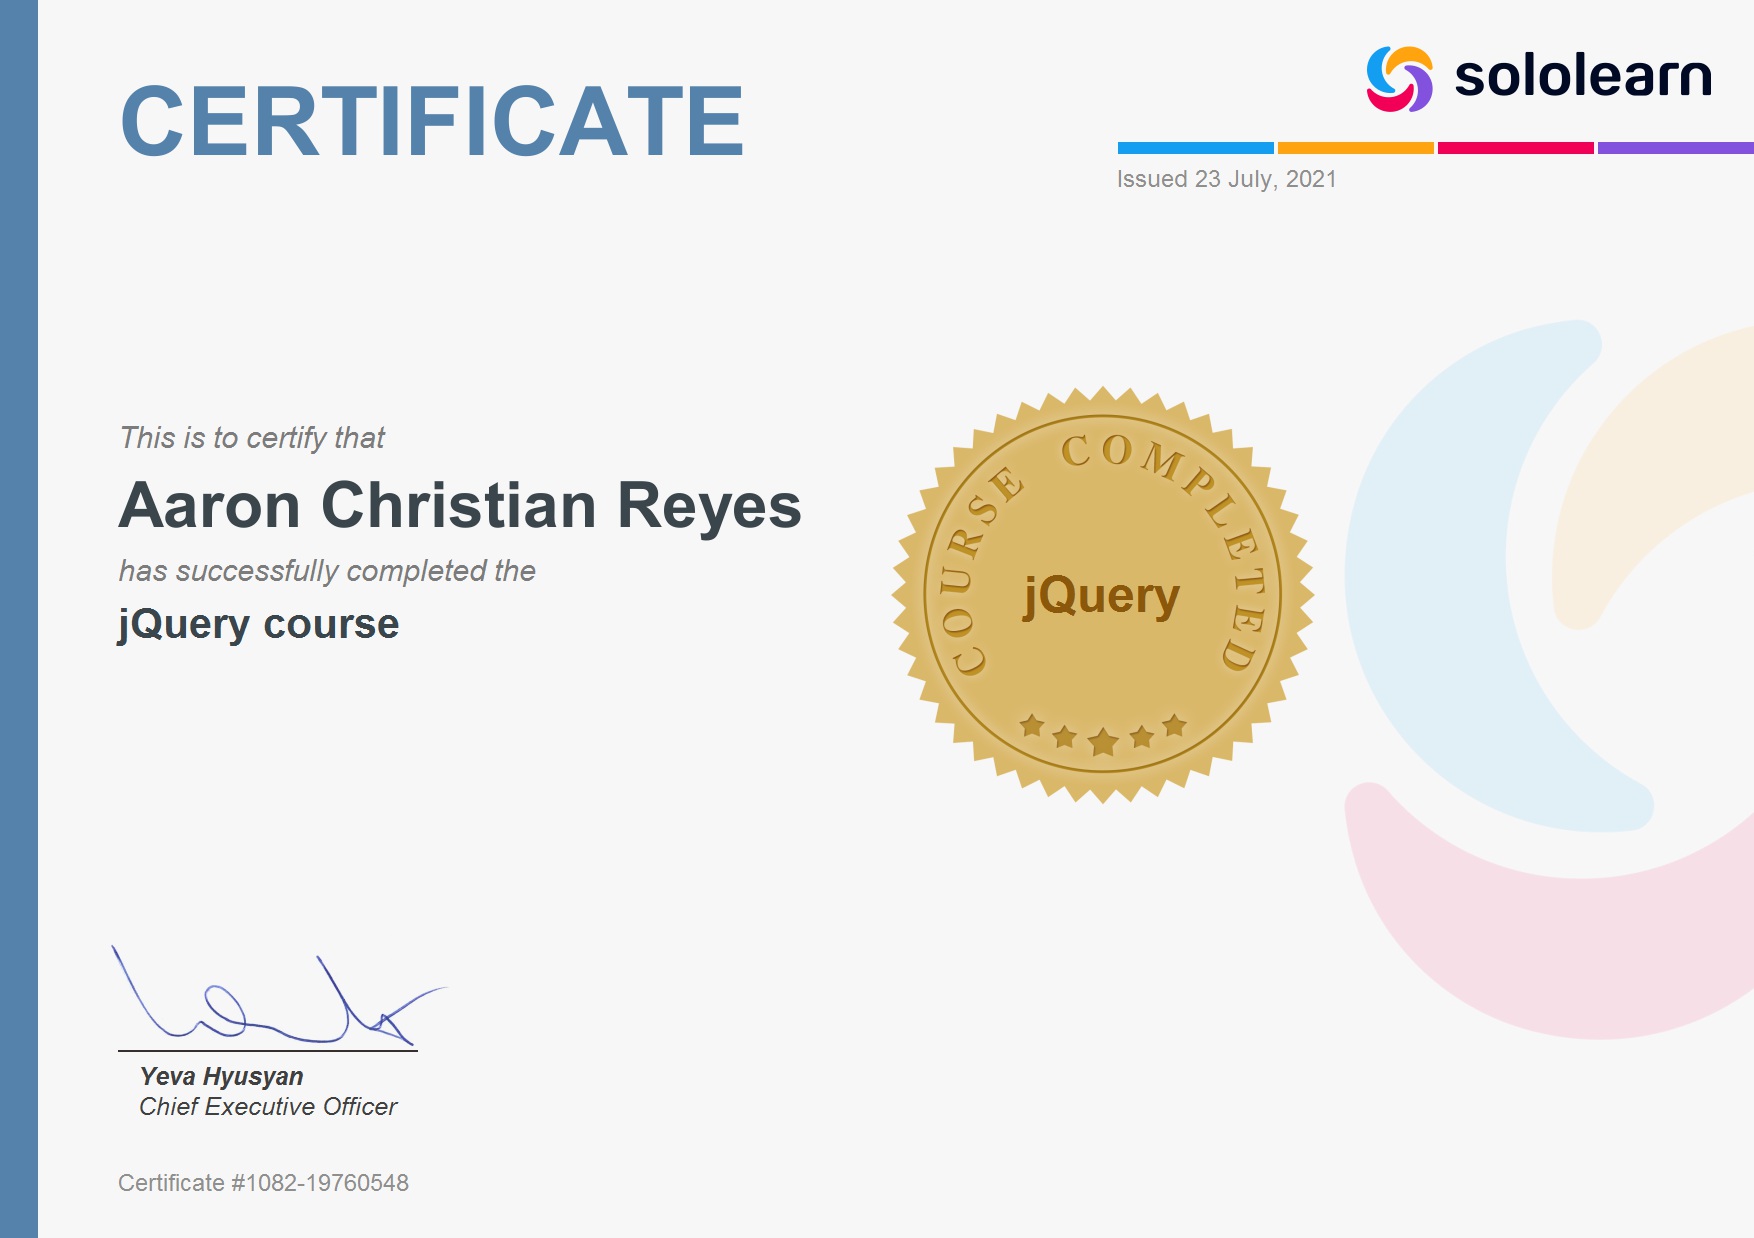 CERTIFICATE
sololearn
Issued 23 July, 2021
This is to certify that
Aaron Christian Reyes
has successfully completed the
jQuery course
COURSE COMPLETED
jQuery
Yeva Hyusyan
Chief Executive Officer
Certificate #1082-19760548